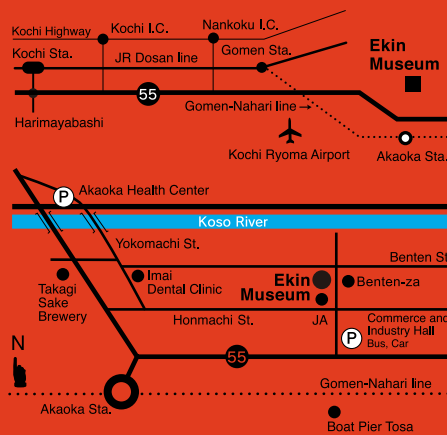 Kochi Highway
Kochi I.C.
Nankoku I.C.
Kochi Sta.
JR Dosan line
Gomen Sta.
Ekin
Museum
55
Harimayabashi
Gomen-Nahari line→
Kochi Ryoma Airport
Akaoka Sta.
P
Akaoka Health Center
Koso River
Yokomachi St.
Benten St
Takagi
Sake
Brewery
Imai
Dental Clinic
Ekin
Museum
Benten-za
Honmachi St.
JA
Commerce and
Industry Hall
Bus, Car
P
N
55
Gomen-Nahari line
Akaoka Sta.
Boat Pier Tosa